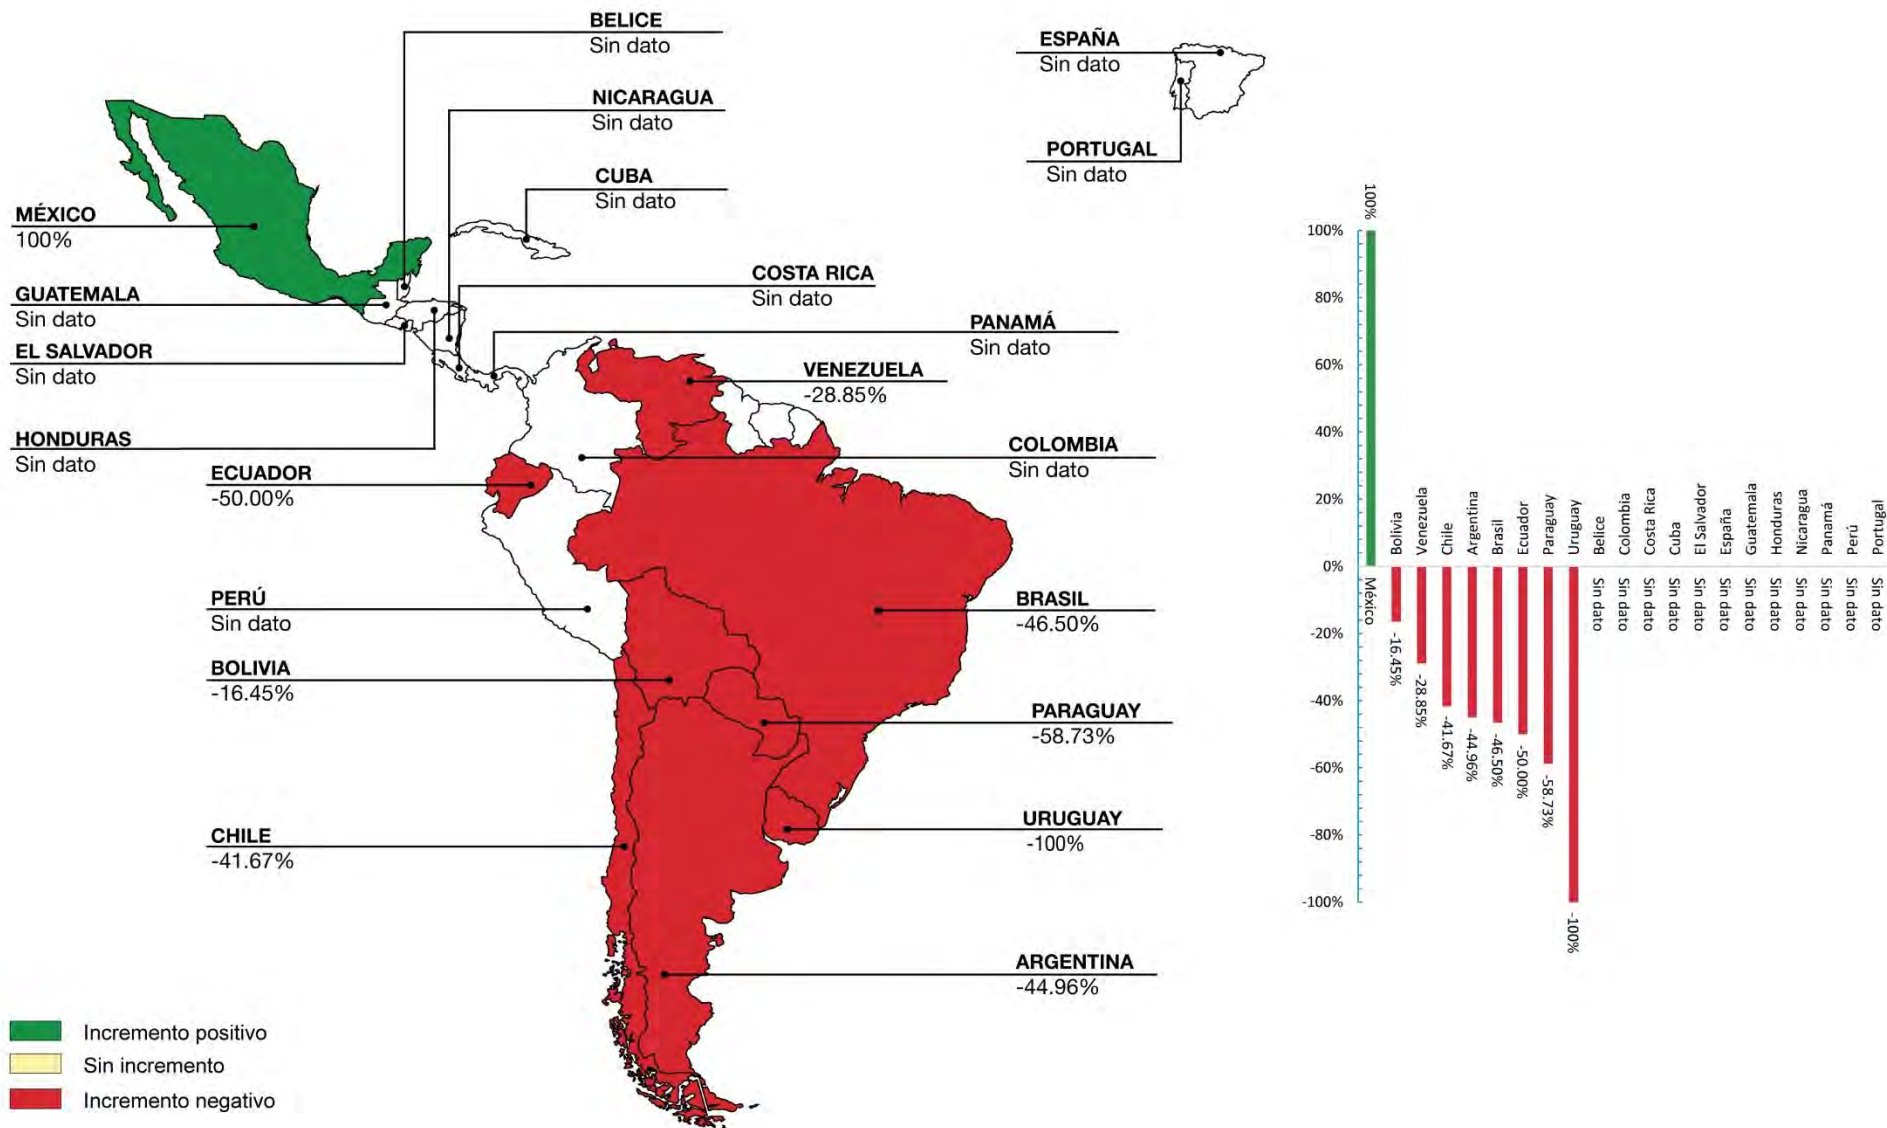 BELICE
Sin dato
NICARAGUA
Sin dato
CUBA
Sin dato
ESPAÑA
Sin dato
PORTUGAL
Sin dato
MÉXICO
100%
GUATEMALA
Sin dato
EL SALVADOR
Sin dato
HONDURAS
Sin dato
COSTA RICA
Sin dato
PANAMÁ
Sin dato
VENEZUELA
-28.85%
COLOMBIA
Sin dato
ECUADOR
-50.00%
PERÚ
Sin dato
BRASIL
-46.50%
BOLIVIA
-16.45%
PARAGUAY
-58.73%
CHILE
-41.67%
URUGUAY
-100%
ARGENTINA
-44.96%
Incremento positivo
Sin incremento
Incremento negativo
100%
80%
60%
40%
20%
0%
-20%
-40%
-60%
-80%
-100%
100%
México
Bolivia
-16.45%
Venezuela
-28.85%
Chile
-41.67%
Argentina
-44.96%
Brasil
-46.50%
Ecuador
-50.00%
Paraguay
-58.73%
Uruguay
-100%
Belice
Sin dato
Colombia
Sin dato
Costa Rica
Sin dato
Cuba
Sin dato
El Salvador
Sin dato
España
Sin dato
Guatemala
Sin dato
Honduras
Sin dato
Nicaragua
Sin dato
Panamá
Sin dato
Perú
Sin dato
Portugal
Sin dato